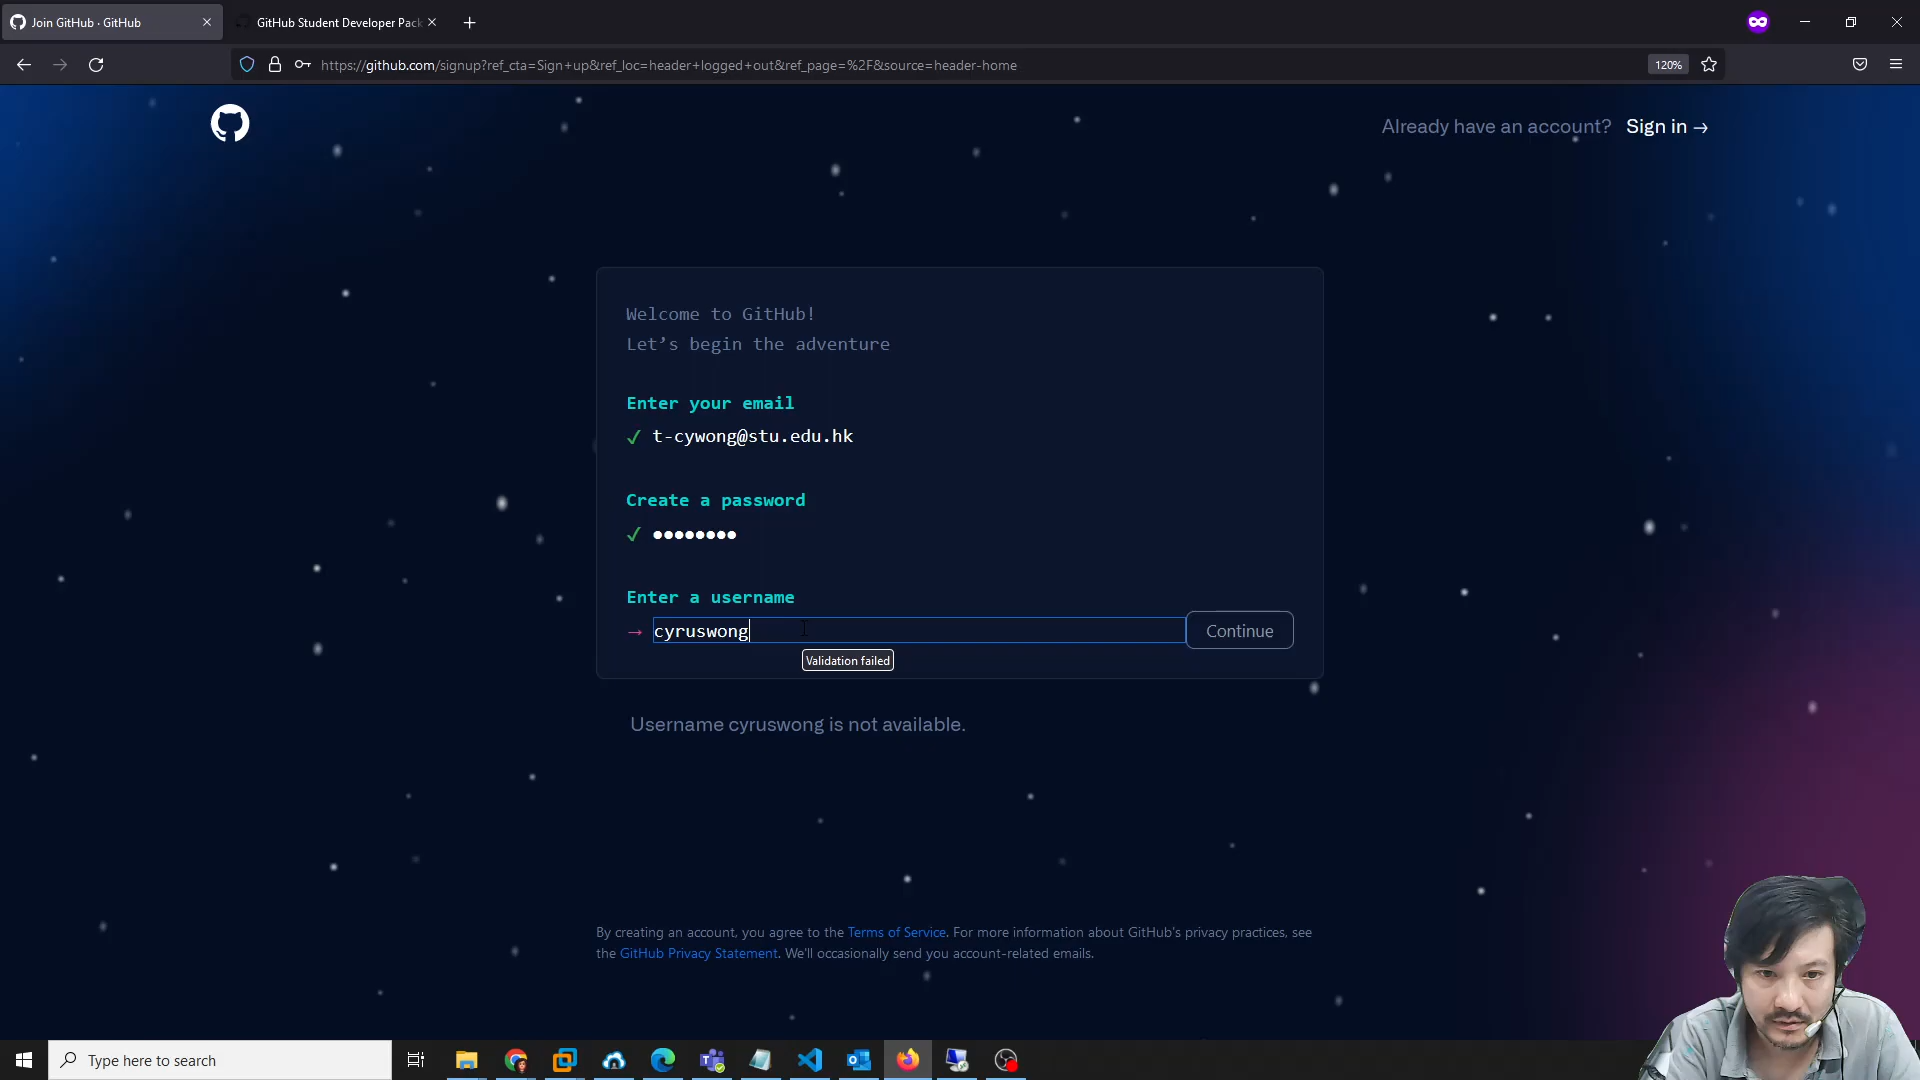 Join GitHub · GitHub
GitHub Student Developer Pack
https://github.com/signup?ref_cta=Sign+up&ref_loc=header+logged+out&ref_page=%2F&source=header-home
120%
Already have an account? Sign in →
Welcome to GitHub!
Let’s begin the adventure
Enter your email
✓ t-cywong@stu.edu.hk
Create a password
✓ ●●●●●●●●
Enter a username
→ cyruswong
Continue
Validation failed
Username cyruswong is not available.
By creating an account, you agree to the Terms of Service. For more information about GitHub's privacy practices, see
the GitHub Privacy Statement. We'll occasionally send you account-related emails.
Type here to search